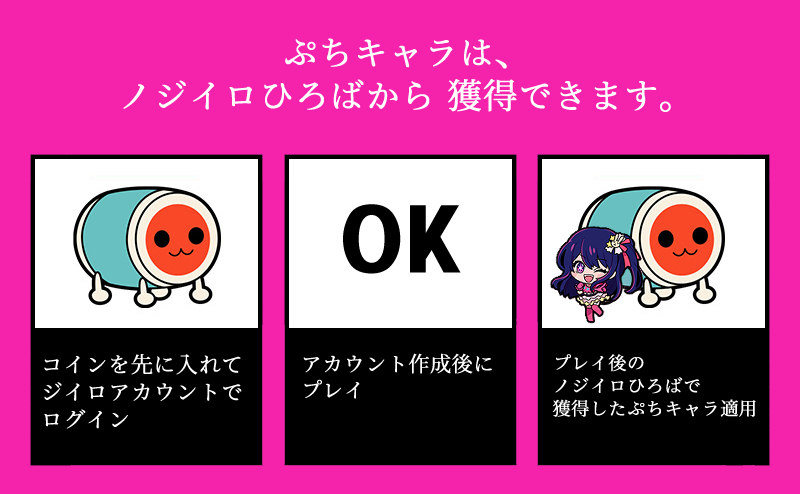 ぷちキャラは、
ノジイロひろばから 獲得できます。
OK
コインを先に入れて
ジイロアカウントで
ログイン
アカウント作成後に
プレイ
プレイ後の
ノジイロひろばで
獲得したぷちキャラ適用